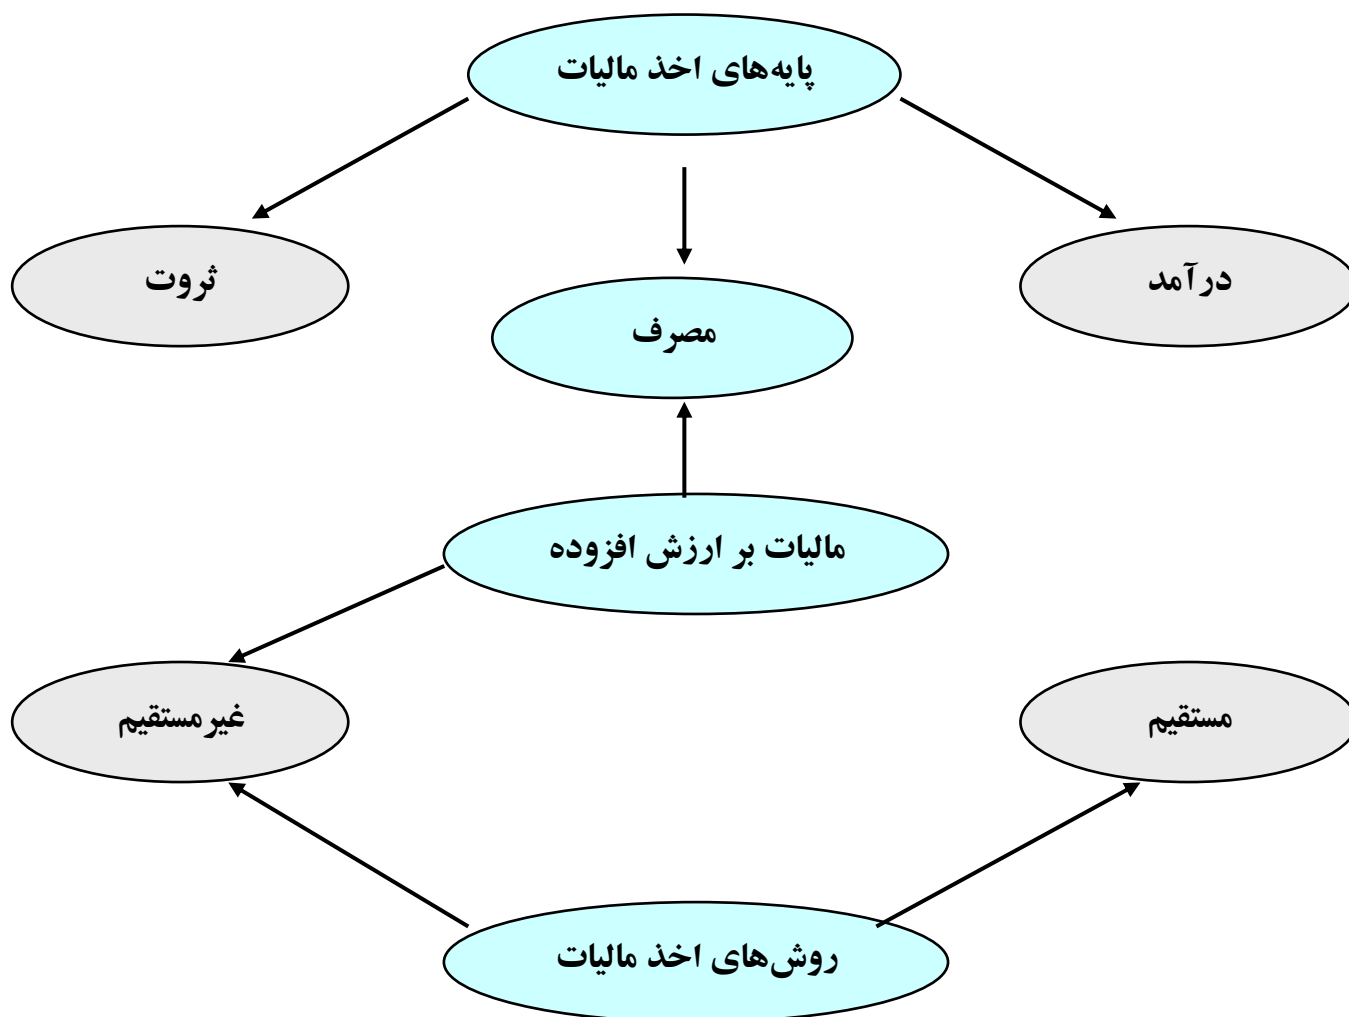 پایه‌های اخذ مالیات
درآمد
ثروت
مصرف
مالیات بر ارزش افزوده
مستقیم
غیرمستقیم
روش‌های اخذ مالیات